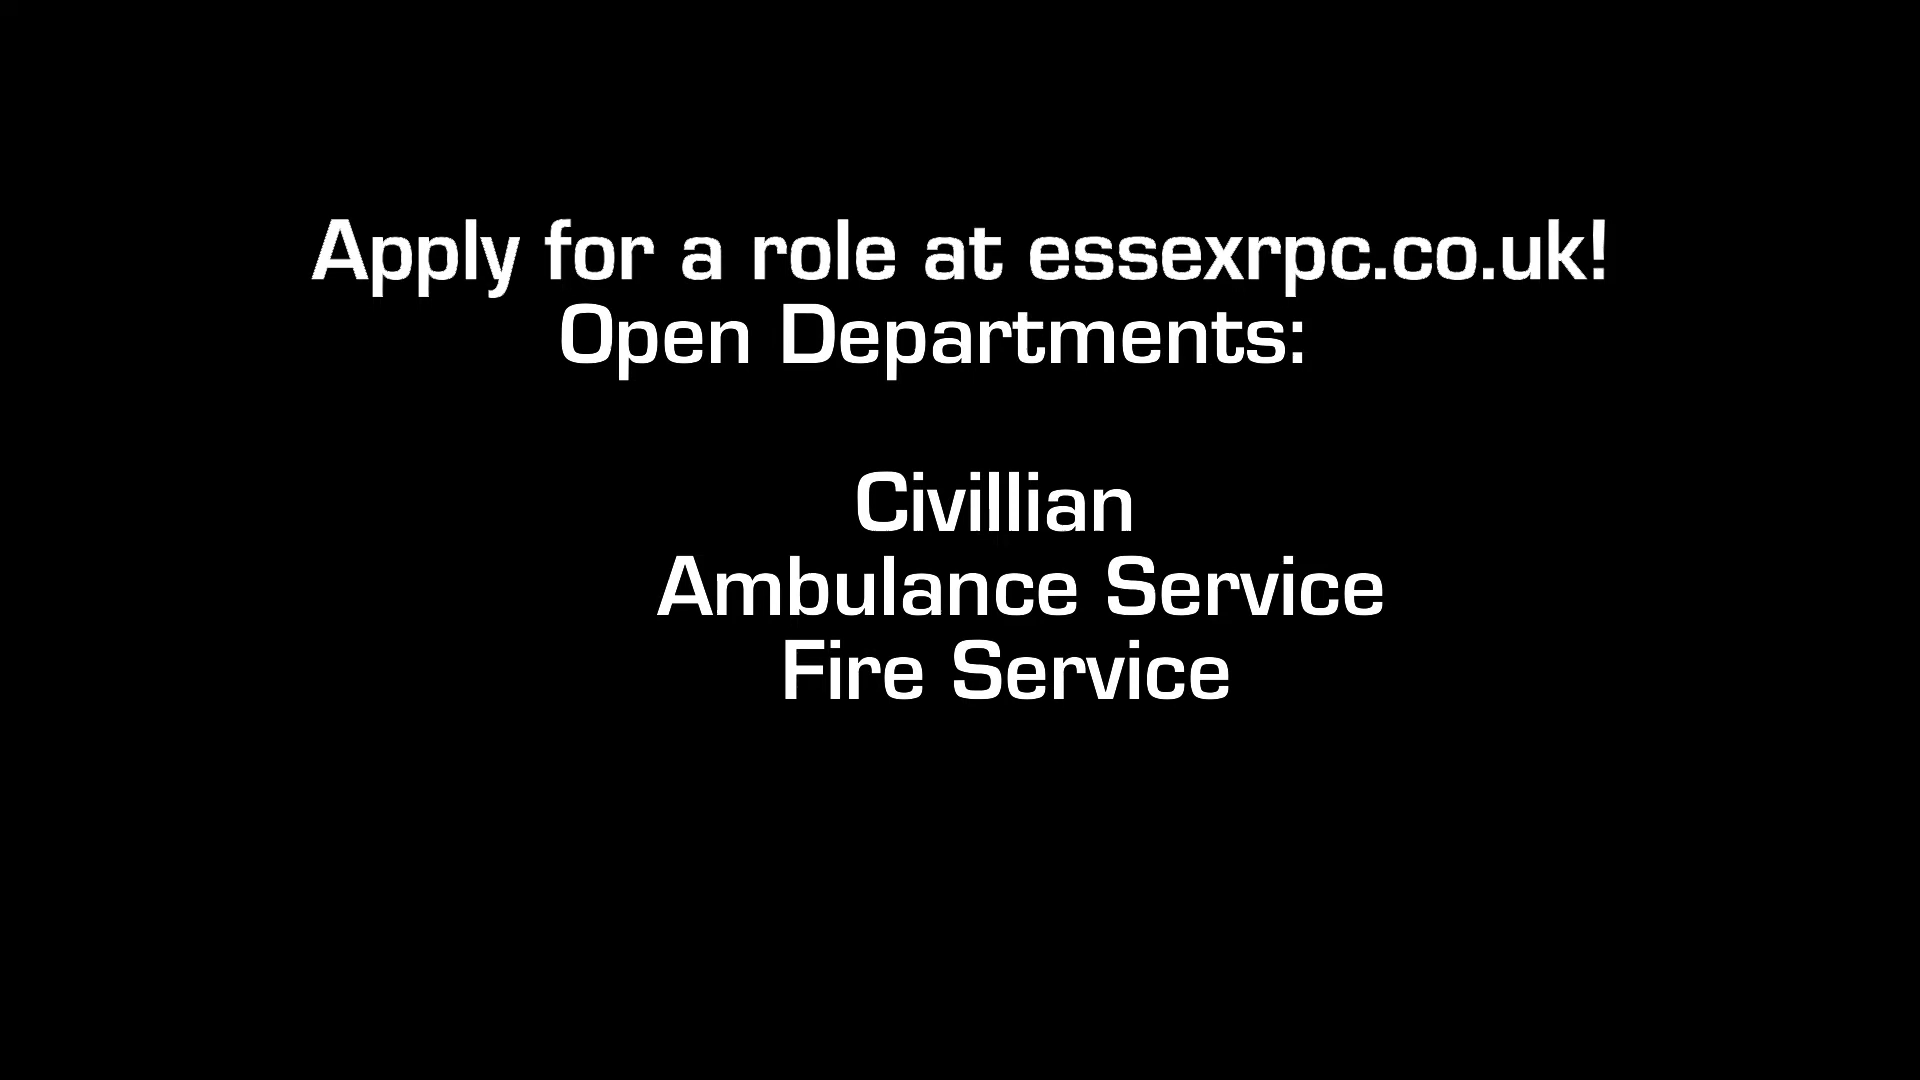 Apply for a role at essexrpc.co.uk!
Open Departments:
Civillian
Ambulance Service
Fire Service